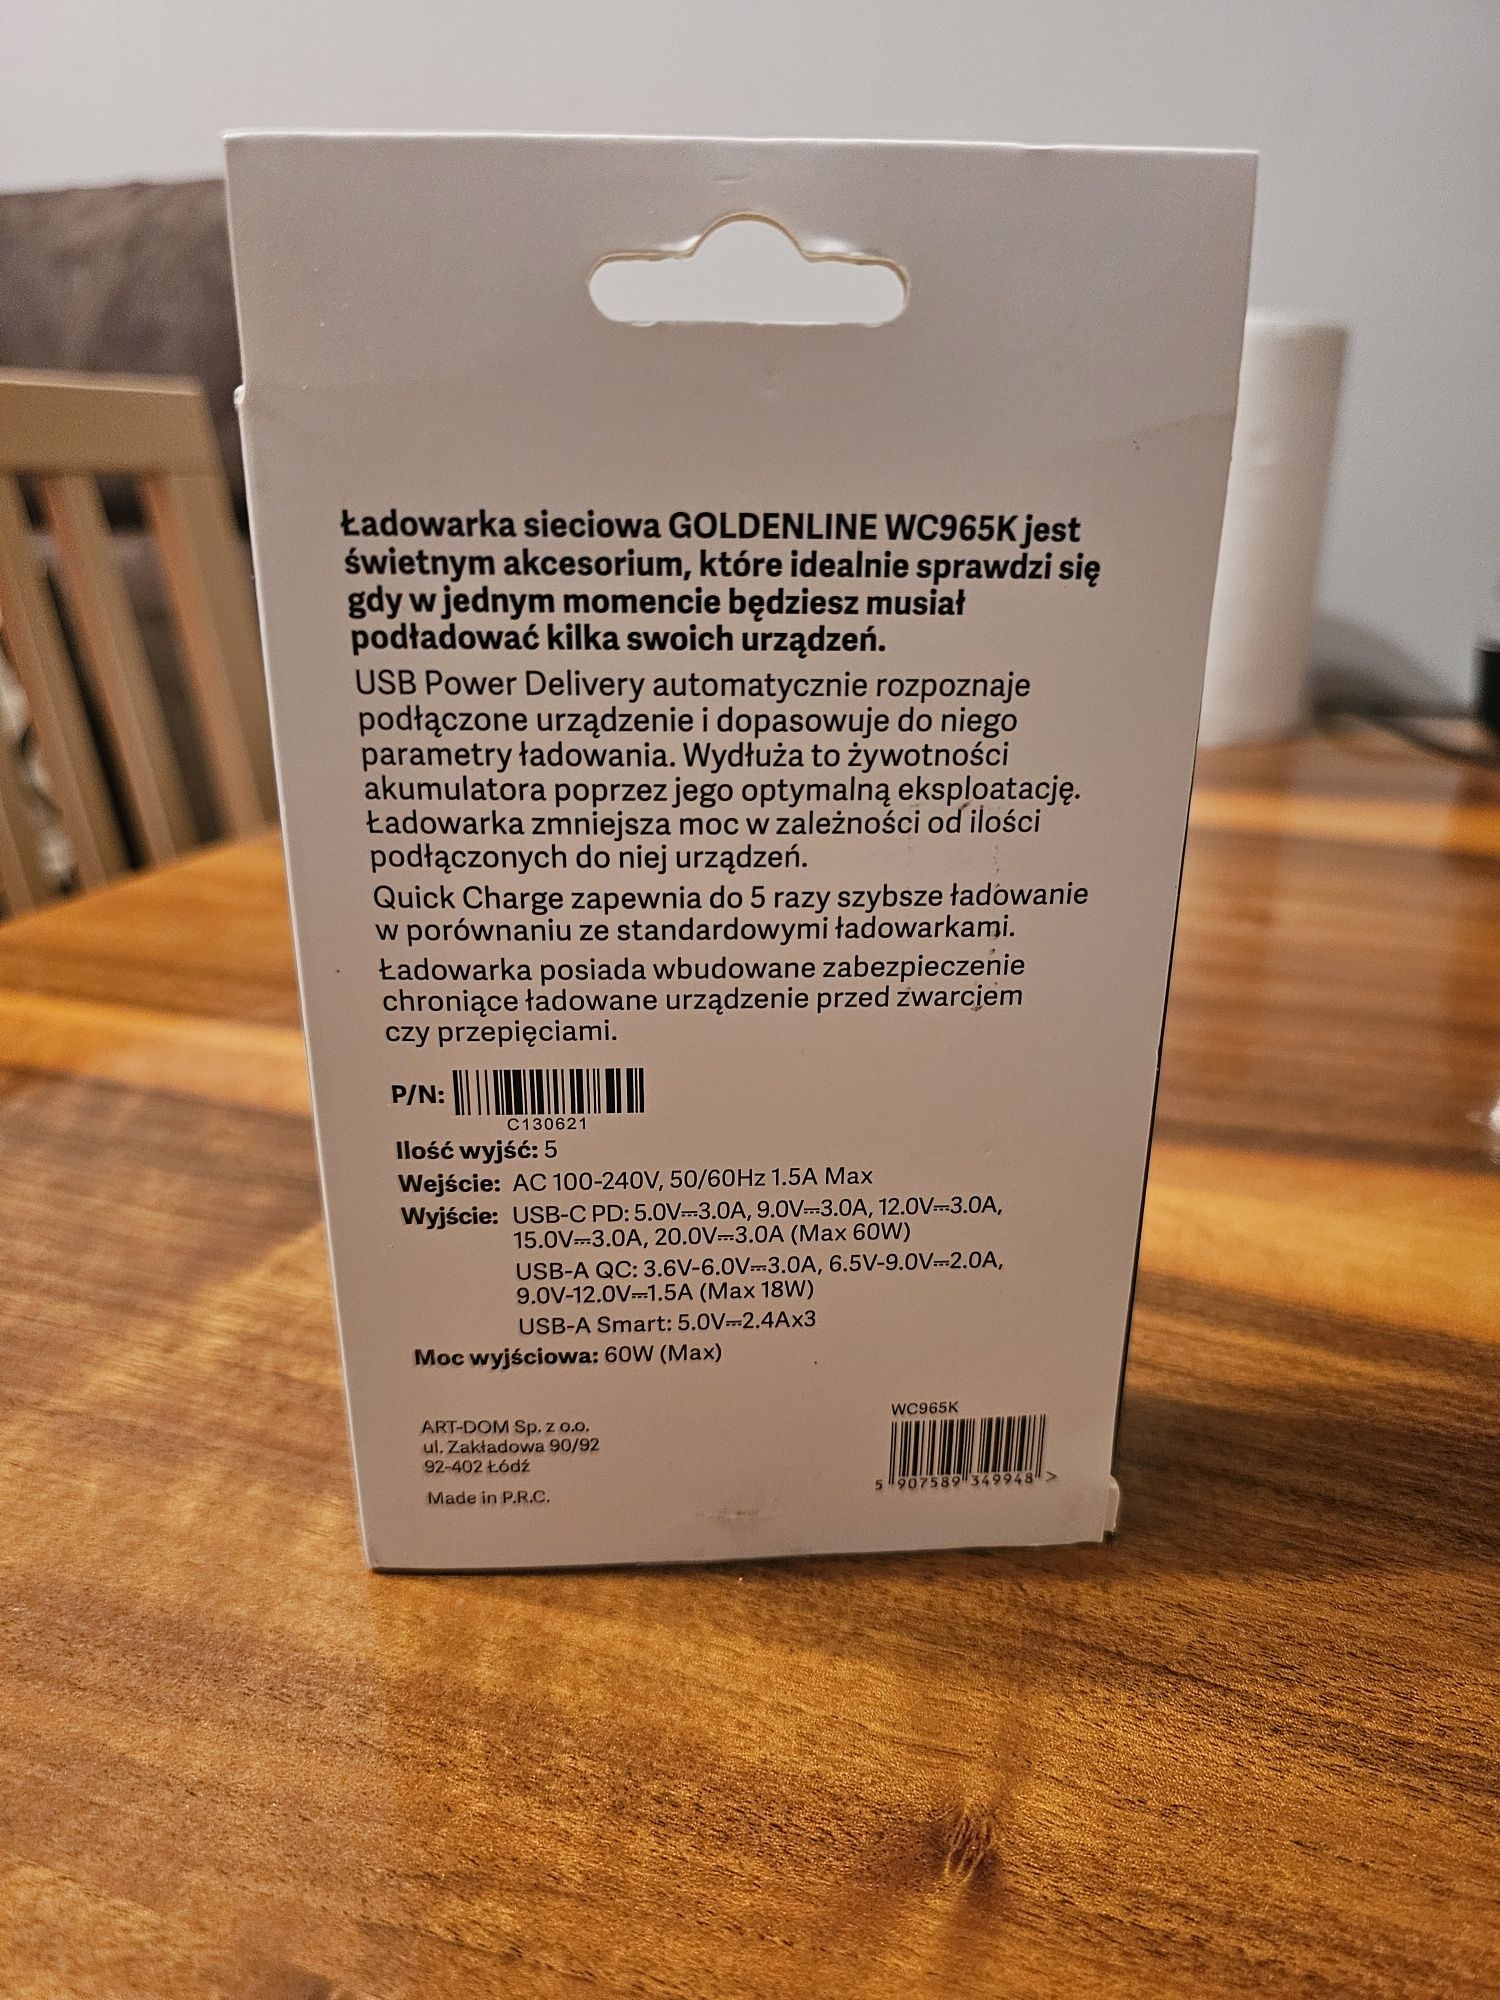 Ładowarka sieciowa GOLDENLINE WC965K jest
świetnym akcesorium, które idealnie sprawdzi się
gdy w jednym momencie będziesz musiał
podładować kilka swoich urządzeń.
USB Power Delivery automatycznie rozpoznaje
podłączone urządzenie i dopasowuje do niego
parametry ładowania. Wydłuża to żywotności
akumulatora poprzez jego optymalną eksploatację.
Ładowarka zmniejsza moc w zależności od ilości
podłączonych do niej urządzeń.
Quick Charge zapewnia do 5 razy szybsze ładowanie
w porównaniu ze standardowymi ładowarkami.
Ładowarka posiada wbudowane zabezpieczenie
chroniące ładowane urządzenie przed zwarciem
czy przepięciami.
P/N:
C130621
Ilość wyjść: 5
Wejście: AC 100-240V, 50/60Hz 1.5A Max
Wyjście: USB-C PD: 5.0V⎓3.0A, 9.0V⎓3.0A, 12.0V⎓3.0A,
15.0V⎓3.0A, 20.0V⎓3.0A (Max 60W)
USB-A QC: 3.6V-6.0V⎓3.0A, 6.5V-9.0V⎓2.0A,
9.0V-12.0V⎓1.5A (Max 18W)
USB-A Smart: 5.0V⎓2.4Ax3
Moc wyjściowa: 60W (Max)
ART-DOM Sp. z o.o.
ul. Zakładowa 90/92
92-402 Łódź
Made in P.R.C.
WC965K
5 907589 349948 >